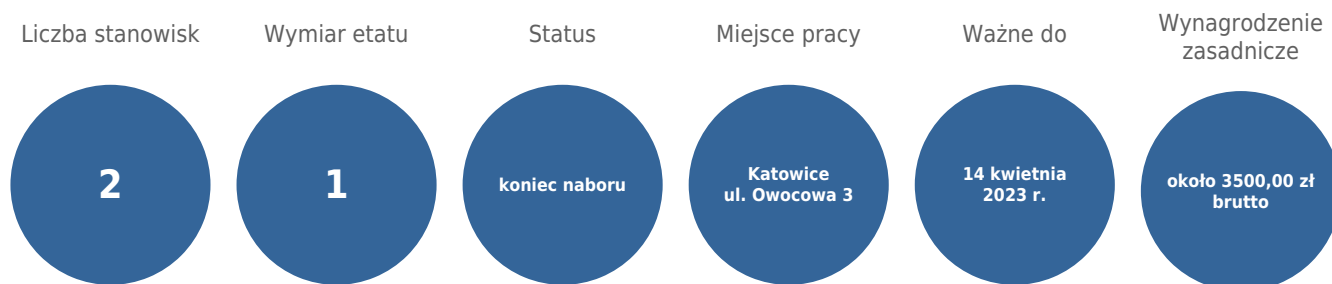 Liczba stanowisk
2
Wymiar etatu
1
Status
koniec naboru
Miejsce pracy
Katowice
ul. Owocowa 3
Ważne do
14 kwietnia
2023 r.
Wynagrodzenie
zasadnicze
około 3500,00 zł
brutto